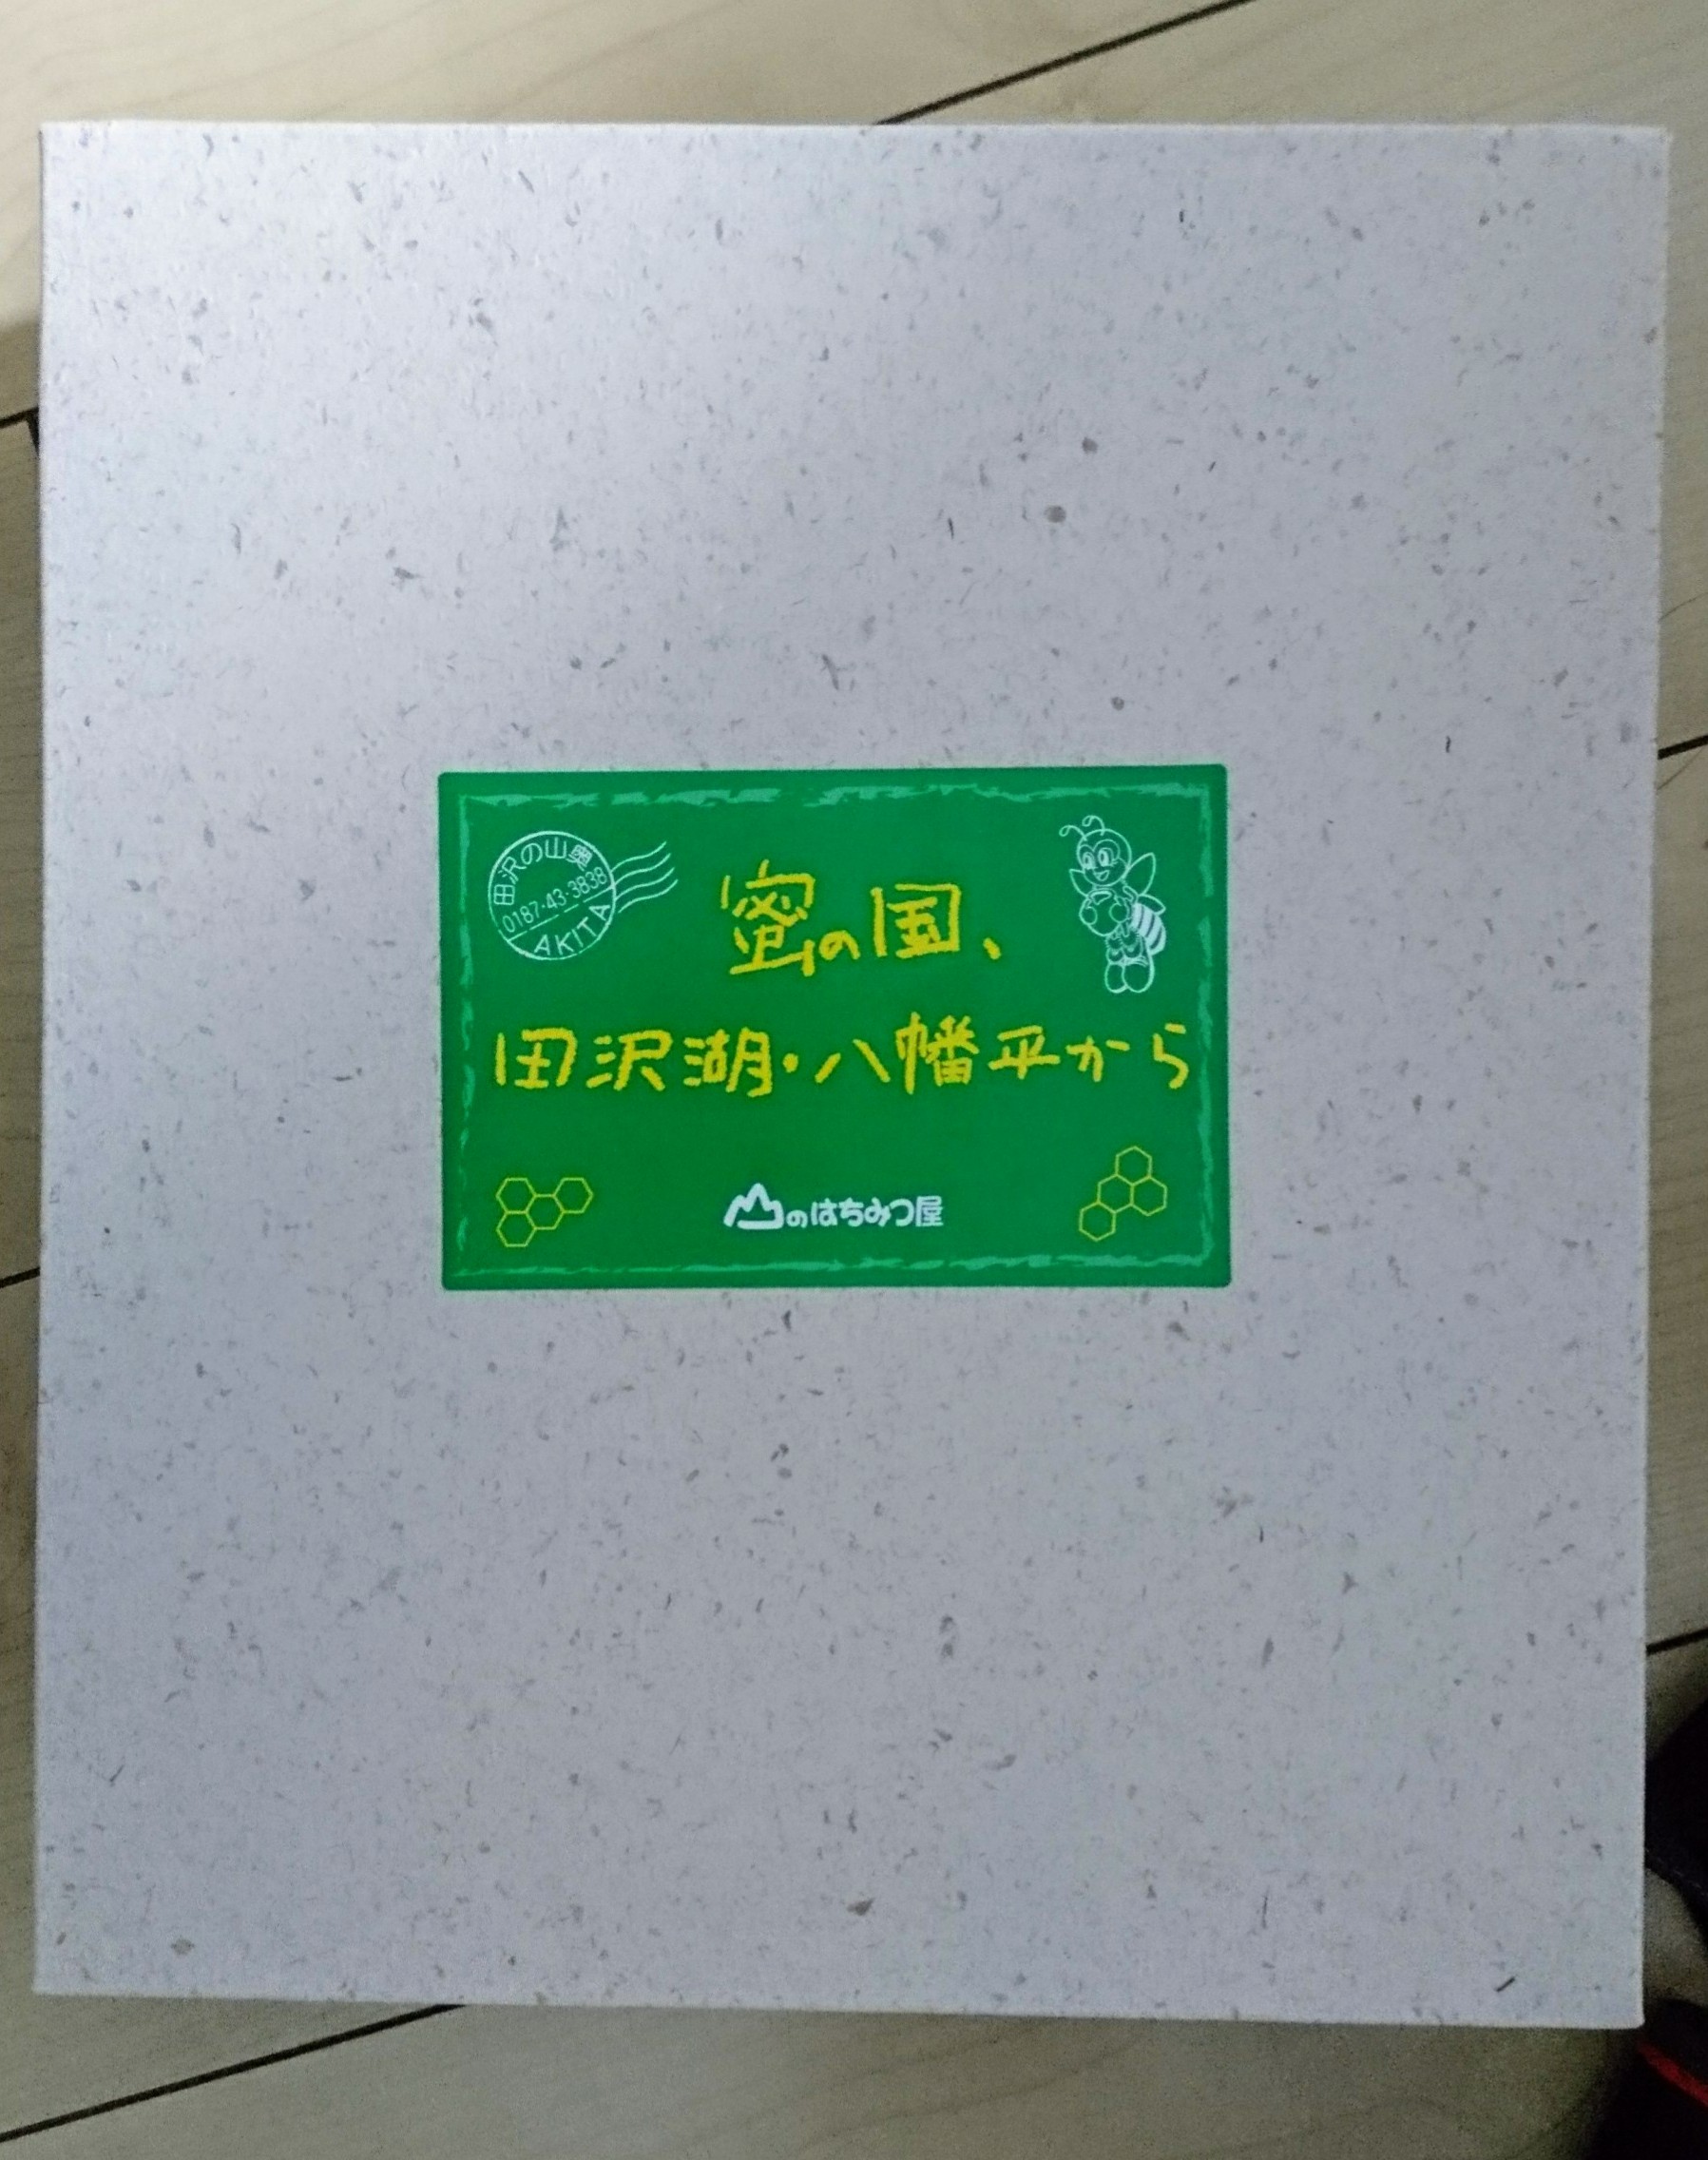 田沢の山奥
0187・43・3838
AKITA
蜜の国、
田沢湖・八幡平から
山のはちみつ屋